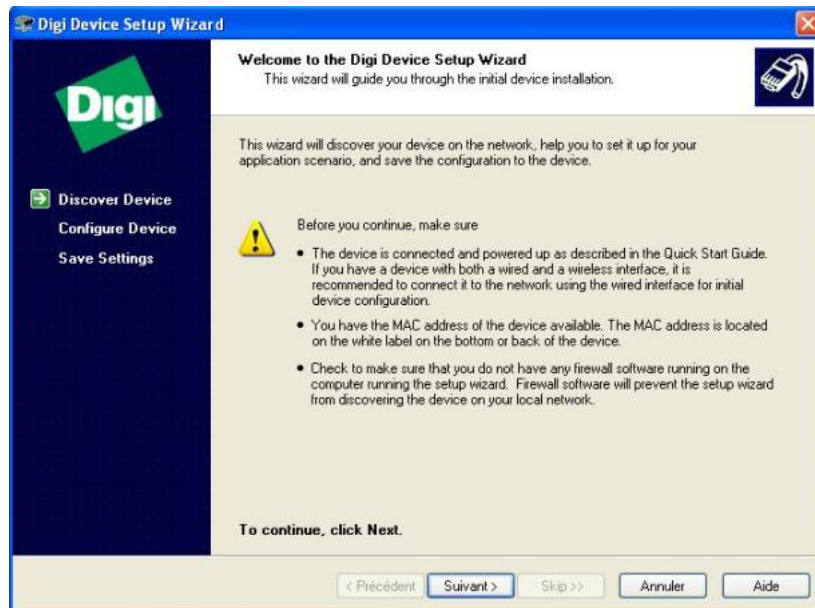 Digi Device Setup Wizard
Digi
Discover Device
Configure Device
Save Settings
Welcome to the Digi Device Setup Wizard
This wizard will guide you through the initial device installation.
This wizard will discover your device on the network, help you to set it up for your
application scenario, and save the configuration to the device.
Before you continue, make sure
• The device is connected and powered up as described in the Quick Start Guide.
If you have a device with both a wired and a wireless interface, it is
recommended to connect it to the network using the wired interface for initial
device configuration.
• You have the MAC address of the device available. The MAC address is located
on the white label on the bottom or back of the device.
• Check to make sure that you do not have any firewall software running on the
computer running the setup wizard. Firewall software will prevent the setup wizard
from discovering the device on your local network.
To continue, click Next.
< Précédent Suivant > Skip >> Annuler Aide